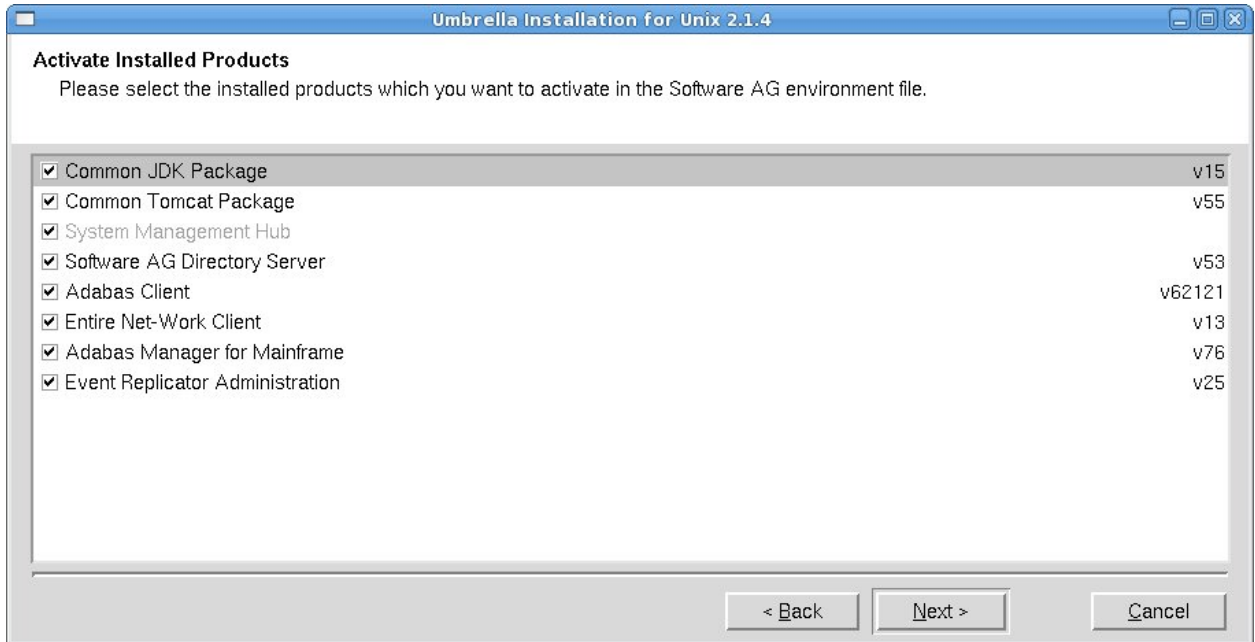 Umbrella Installation for Unix 2.1.4
Activate Installed Products
Please select the installed products which you want to activate in the Software AG environment file.
Common JDK Package v15
Common Tomcat Package v55
System Management Hub
Software AG Directory Server v53
Adabas Client v62121
Entire Net-Work Client v13
Adabas Manager for Mainframe v76
Event Replicator Administration v25
< Back Next > Cancel